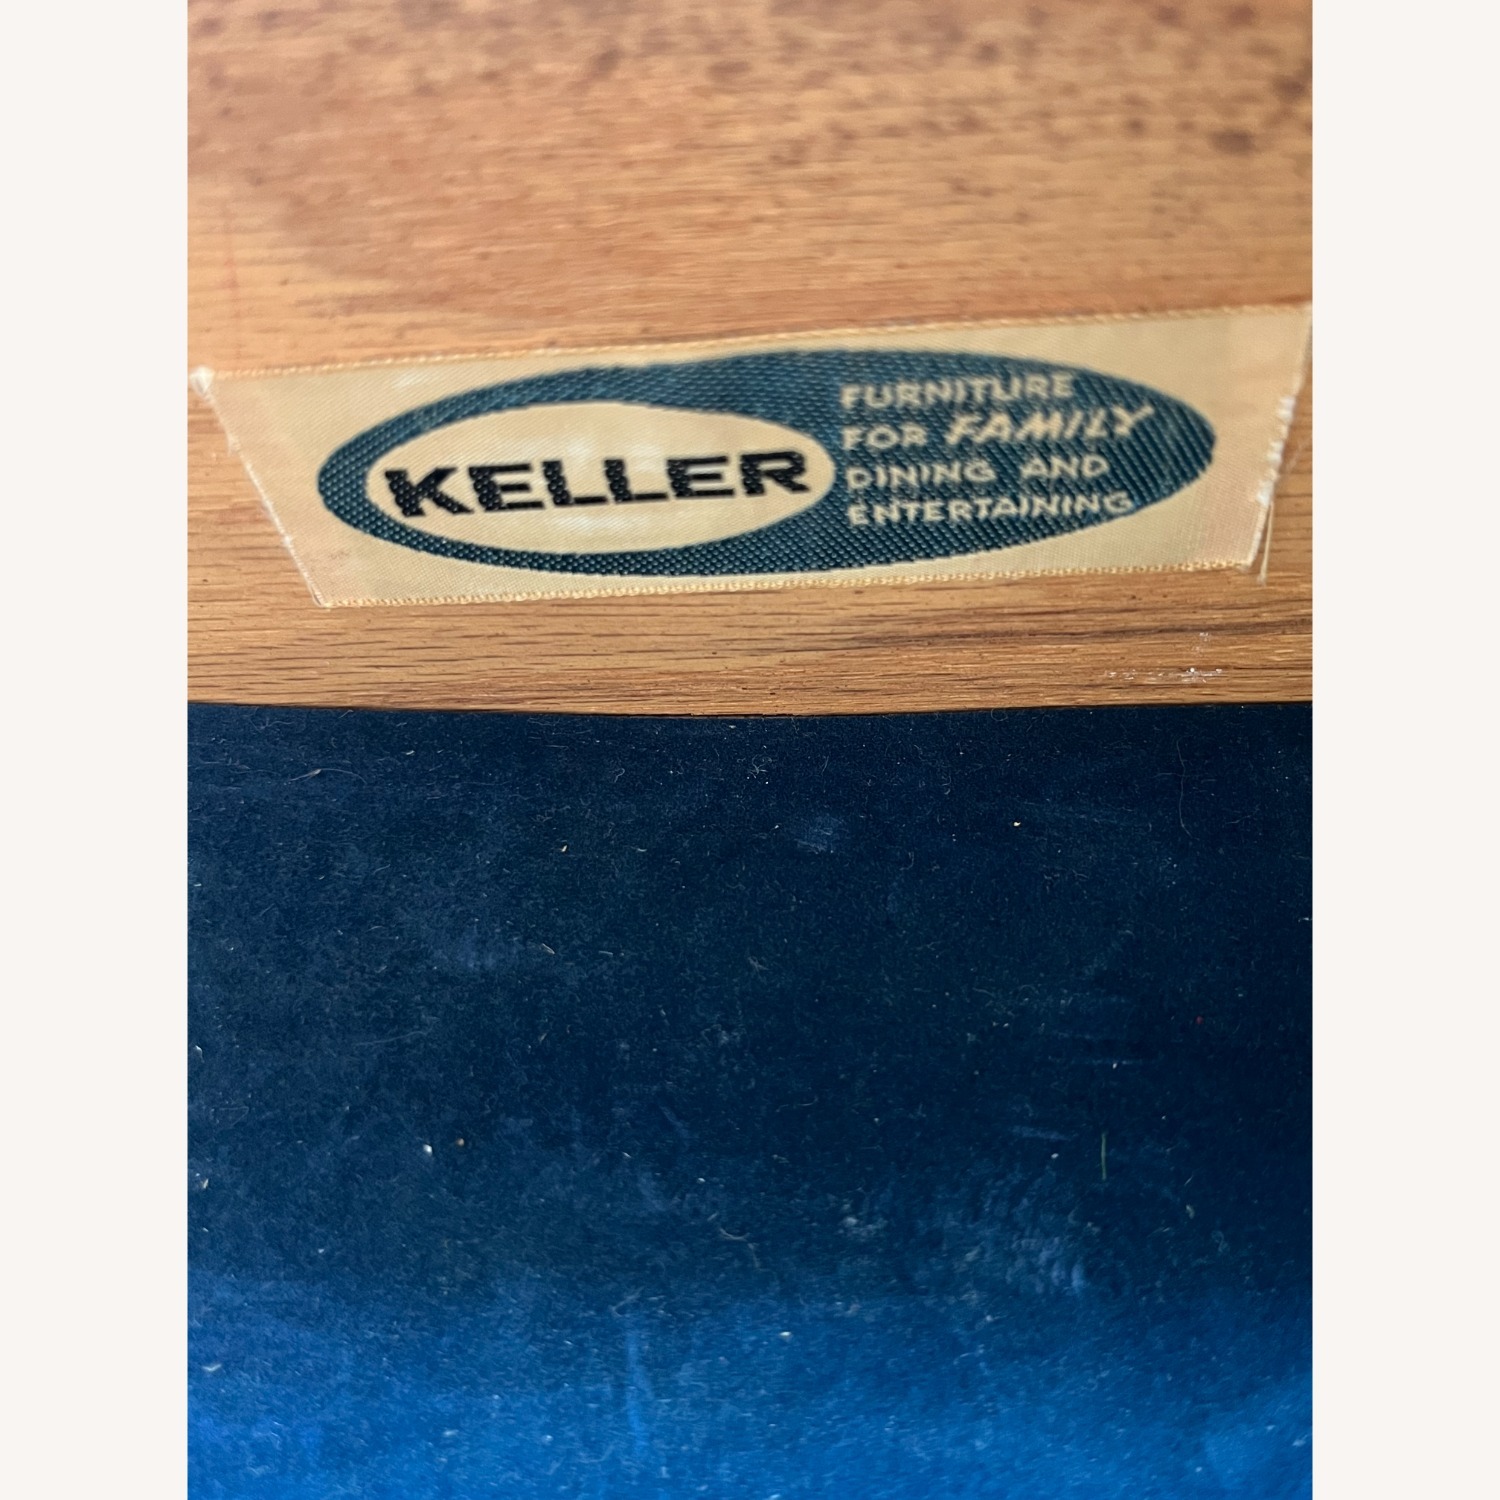 KELLER
FURNITURE
FOR FAMILY
DINING AND
ENTERTAINING